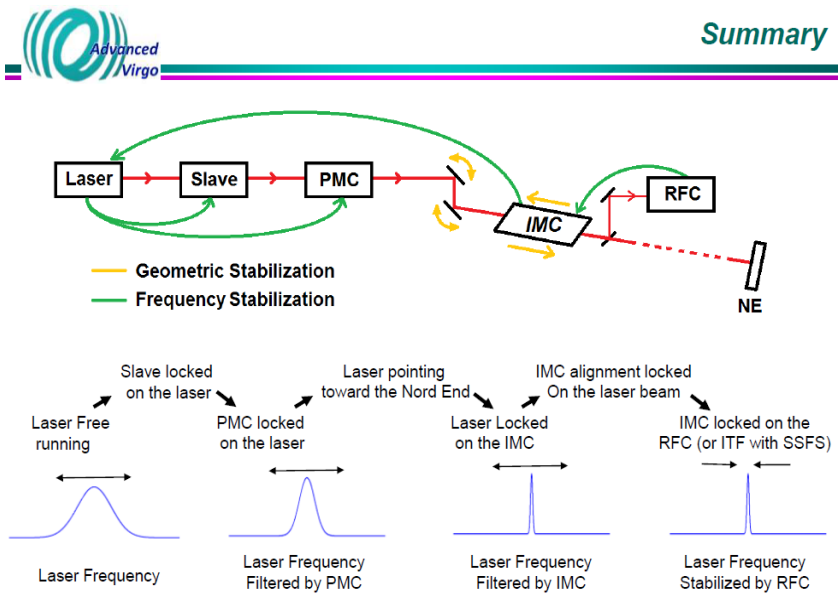 Advanced
Virgo
Summary
Laser
Slave
PMC
IMC
RFC
NE
Geometric Stabilization
Frequency Stabilization
Slave locked
on the laser
Laser pointing
toward the Nord End
IMC alignment locked
On the laser beam
Laser Free
running
PMC locked
on the laser
Laser Locked
on the IMC
IMC locked on the
RFC (or ITF with SSFS)
Laser Frequency
Laser Frequency
Filtered by PMC
Laser Frequency
Filtered by IMC
Laser Frequency
Stabilized by RFC